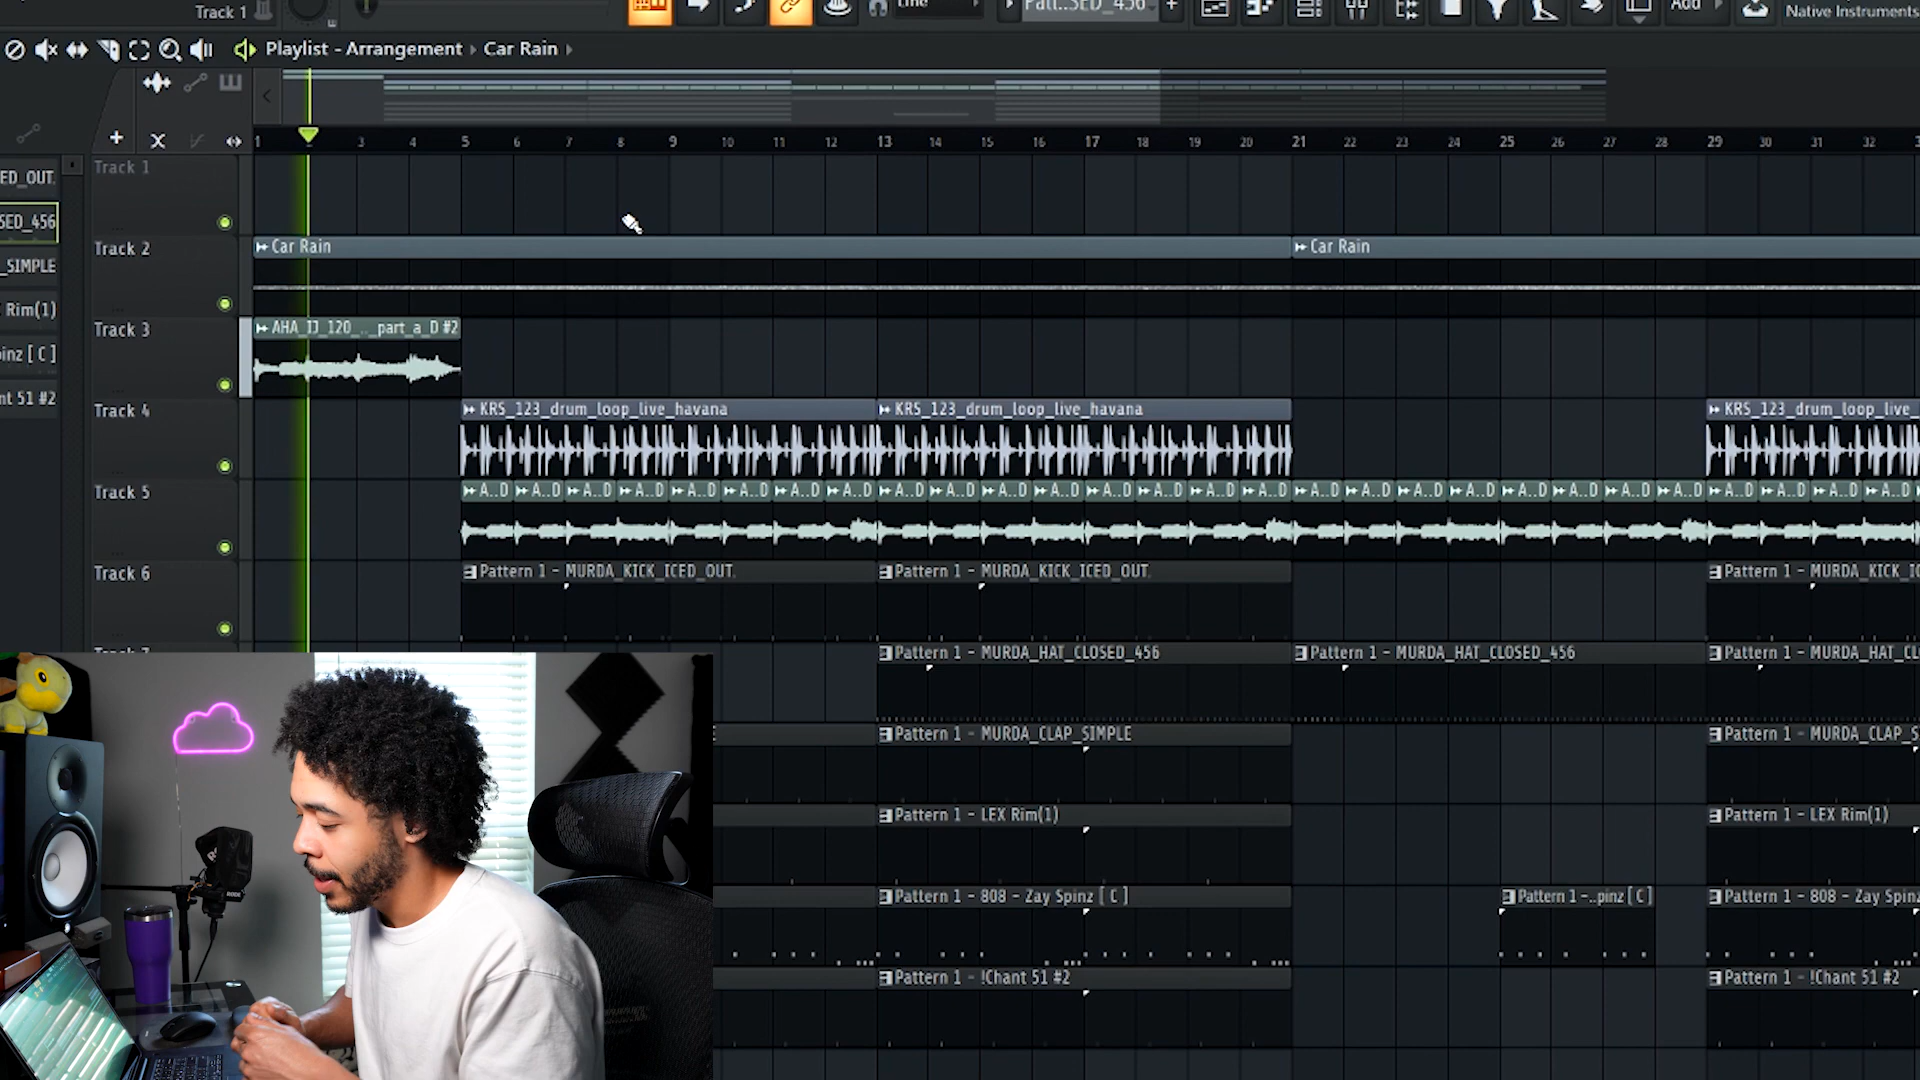 Track 1
Line
Patt..SED_456
Add
Native Instruments
Playlist - Arrangement › Car Rain ›
1 3 4 5 6 7 8 9 10 11 12 13 14 15 16 17 18 19 20 21 22 23 24 25 26 27 28 29 30 31 32
ED_OUT.
SED_456
_SIMPLE
Rim(1)
inz [ C ]
nt 51 #2
Track 1
Track 2
Car Rain
Car Rain
Track 3
AHA_IJ_120_.._part_a_D #2
Track 4
KRS_123_drum_loop_live_havana
KRS_123_drum_loop_live_havana
KRS_123_drum_loop_live_
Track 5
A..D A..D A..D A..D A..D A..D A..D A..D A..D A..D A..D A..D A..D A..D A..D A..D A..D A..D A..D A..D A..D A..D A..D A..D A..D A..D A..D A..D
Track 6
Pattern 1 - MURDA_KICK_ICED_OUT.
Pattern 1 - MURDA_KICK_ICED_OUT.
Pattern 1 - MURDA_KICK_IC
Pattern 1 - MURDA_HAT_CLOSED_456
Pattern 1 - MURDA_HAT_CLOSED_456
Pattern 1 - MURDA_HAT_CL
Pattern 1 - MURDA_CLAP_SIMPLE
Pattern 1 - MURDA_CLAP_S
Pattern 1 - LEX Rim(1)
Pattern 1 - LEX Rim(1)
Pattern 1 - 808 - Zay Spinz [ C ]
Pattern 1 -..pinz [ C ]
Pattern 1 - 808 - Zay Spinz
Pattern 1 - !Chant 51 #2
Pattern 1 - !Chant 51 #2